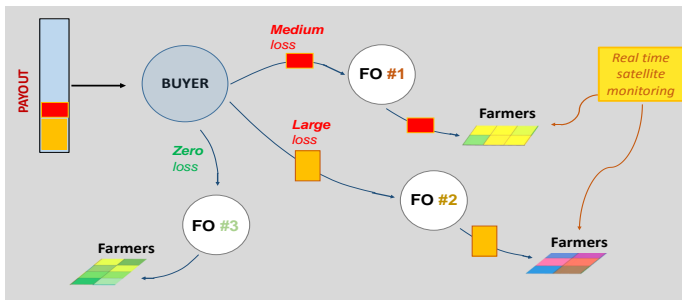 PAYOUT
BUYER
Medium
loss
FO #1
Real time
satellite
monitoring
Farmers
Large
loss
Zero
loss
FO #2
FO #3
Farmers
Farmers